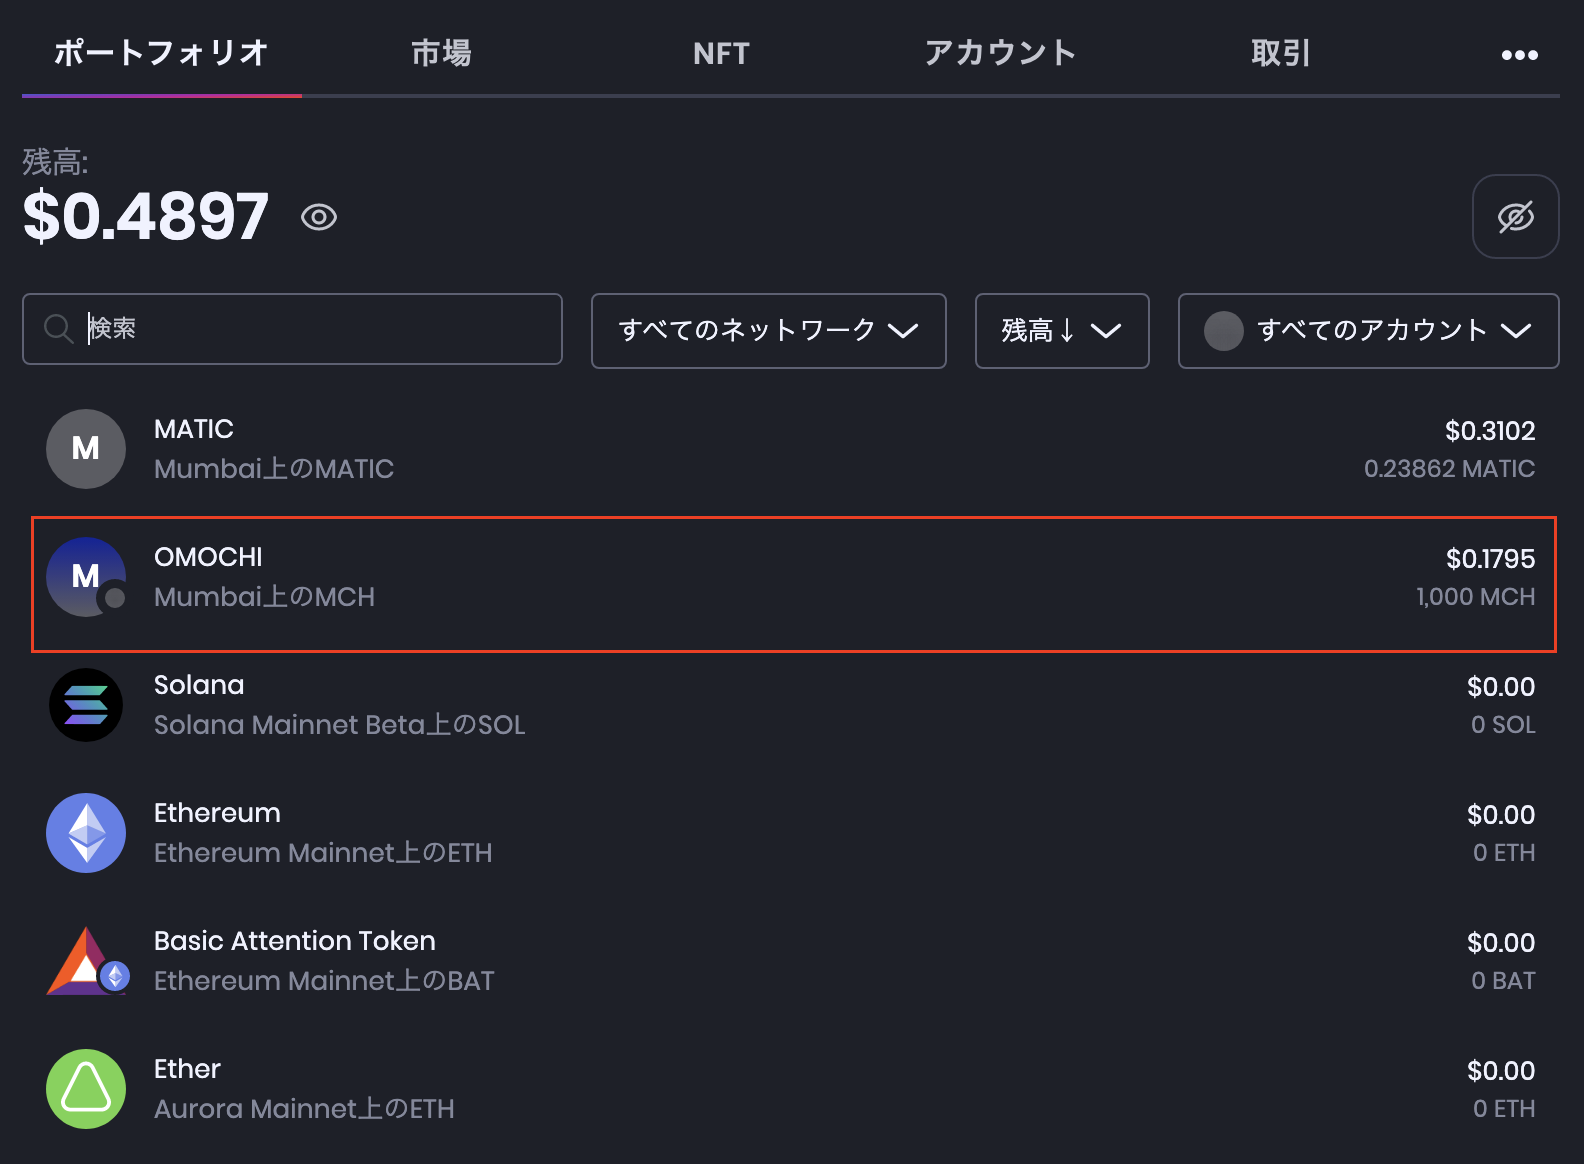 ポートフォリオ 市場 NFT アカウント 取引
残高:
$0.4897
検索 すべてのネットワーク 残高↓ すべてのアカウント
M MATIC $0.3102
Mumbai上のMATIC 0.23862 MATIC
M OMOCHI $0.1795
Mumbai上のMCH 1,000 MCH
Solana $0.00
Solana Mainnet Beta上のSOL 0 SOL
Ethereum $0.00
Ethereum Mainnet上のETH 0 ETH
Basic Attention Token $0.00
Ethereum Mainnet上のBAT 0 BAT
Ether $0.00
Aurora Mainnet上のETH 0 ETH